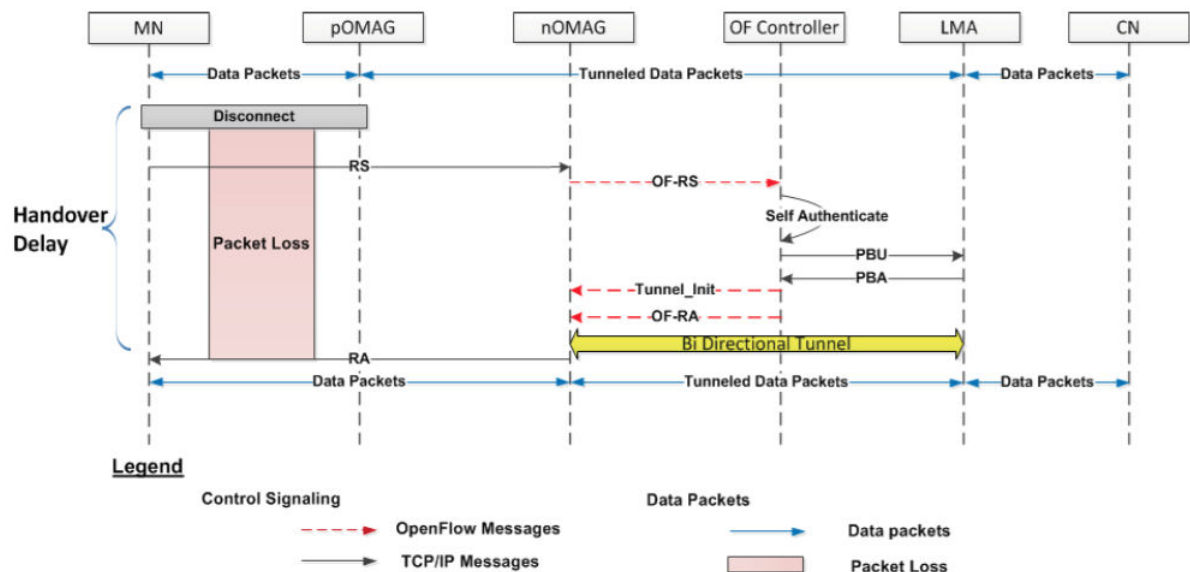 MN pOMAG nOMAG OF Controller LMA CN
Data Packets Tunneled Data Packets Data Packets
Disconnect
RS
OF-RS
Self Authenticate
Handover
Delay
Packet Loss
PBU
PBA
Tunnel_Init
OF-RA
Bi Directional Tunnel
RA
Data Packets Tunneled Data Packets Data Packets
Legend
Control Signaling Data Packets
OpenFlow Messages Data packets
TCP/IP Messages Packet Loss